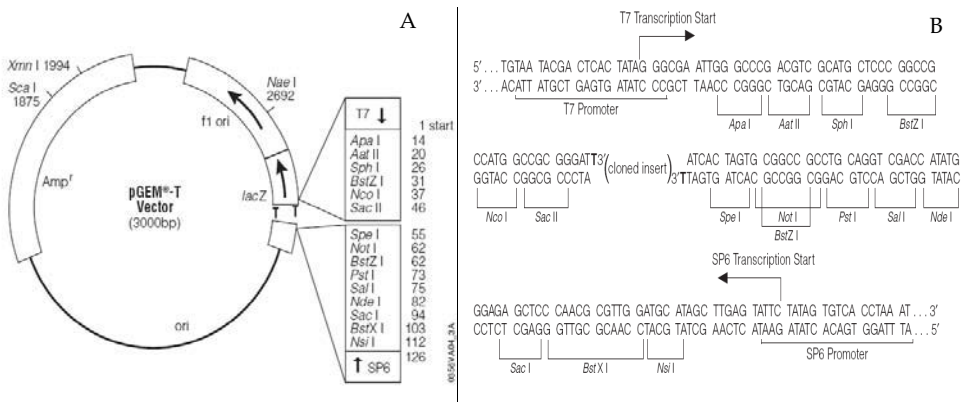 A
Xmn I 1994
Sca I
1875
Nae I
2692
f1 ori
Ampʳ
pGEM®-T
Vector
(3000bp)
lacZ
T T
ori
T7 ↓
1 start
Apa I 14
Aat II 20
Sph I 26
BstZ I 31
Nco I 37
Sac II 46
Spe I 55
Not I 62
BstZ I 62
Pst I 73
Sal I 75
Nde I 82
Sac I 94
BstX I 103
Nsi I 112
126
↑ SP6
0356VA04_3A
B
T7 Transcription Start
5′ . . . TGTAA TACGA CTCACT ATAG GGCGA ATTGG GCCCG ACGTC GCATG CTCCC GGCCG
3′ . . . ACATT ATGCT GAGTG ATATC CCGCT TAACC CGGGC TGCAG CGTAC GAGGG CCGGC
T7 Promoter
Apa I Aat II Sph I BstZ I
CCATG GCCGC GGGATT3′ (cloned insert) ATCAC TAGTG CGGCC GCCTG CAGGT CGACC ATATG
GGTAC CGGCG CCCTA 3′TTAGTG ATCAC GCCGG CGGAC GTCCA GCTGG TATAC
Nco I Sac II Spe I Not I Pst I Sal I Nde I
BstZ I
SP6 Transcription Start
GGAGA GCTCC CAACG CGTTG GATGC ATAGC TTGAG TATTC TATAG TGTCA CCTAA AT . . . 3′
CCTCT CGAGG GTTGC GCAAC CTACG TATCG AACTC ATAAG ATATC ACAGT GGATT TA . . . 5′
Sac I BstX I Nsi I SP6 Promoter